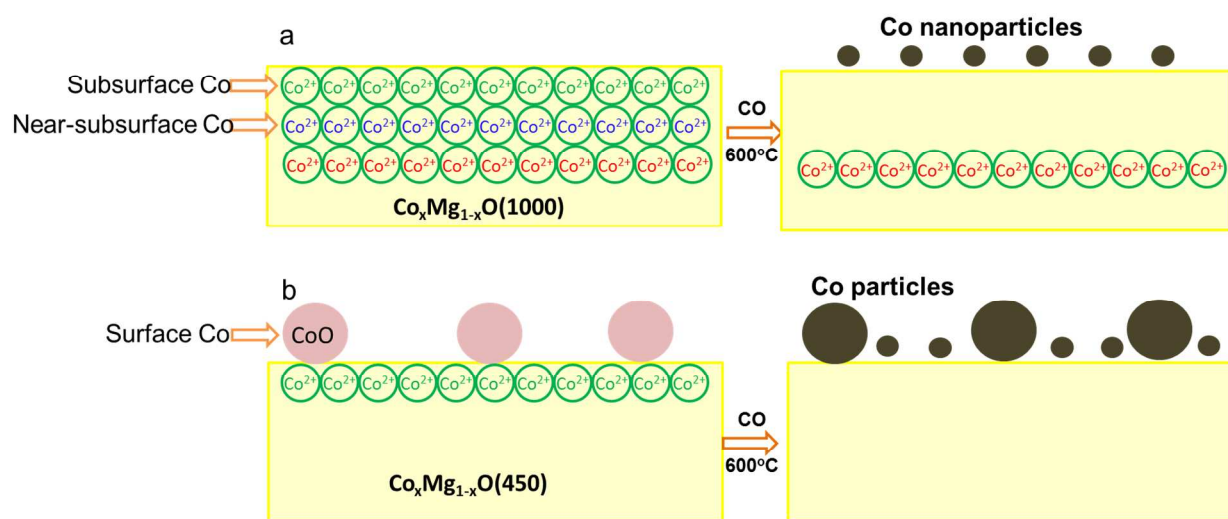 a
Co nanoparticles
Subsurface Co
Co²⁺ Co²⁺ Co²⁺ Co²⁺ Co²⁺ Co²⁺ Co²⁺ Co²⁺ Co²⁺ Co²⁺ Co²⁺
Near-subsurface Co
Co²⁺ Co²⁺ Co²⁺ Co²⁺ Co²⁺ Co²⁺ Co²⁺ Co²⁺ Co²⁺ Co²⁺ Co²⁺
Co²⁺ Co²⁺ Co²⁺ Co²⁺ Co²⁺ Co²⁺ Co²⁺ Co²⁺ Co²⁺ Co²⁺ Co²⁺
CoₓMg₁₋ₓO(1000)
CO
600°C
Co²⁺ Co²⁺ Co²⁺ Co²⁺ Co²⁺ Co²⁺ Co²⁺ Co²⁺ Co²⁺ Co²⁺ Co²⁺
b
Co particles
Surface Co
CoO
Co²⁺ Co²⁺ Co²⁺ Co²⁺ Co²⁺ Co²⁺ Co²⁺ Co²⁺ Co²⁺ Co²⁺ Co²⁺
CoₓMg₁₋ₓO(450)
CO
600°C